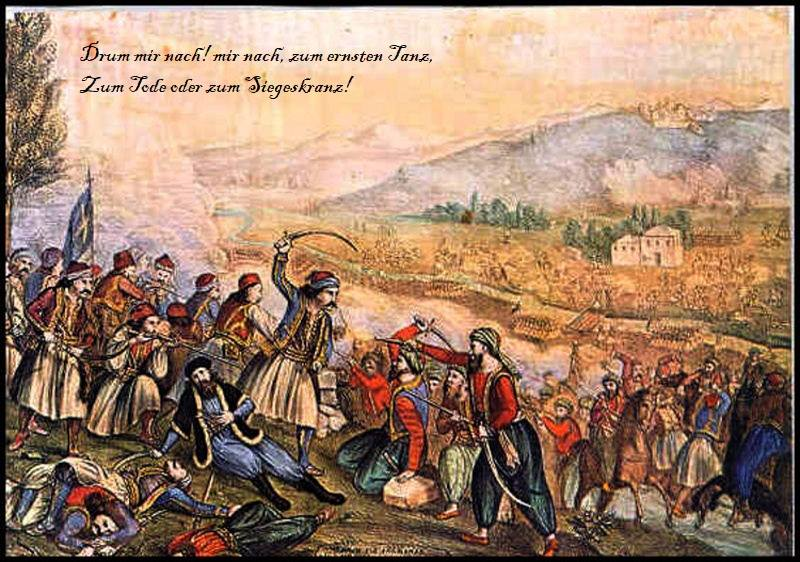 Drum mir nach! mir nach, zum ernsten Tanz,
Zum Tode oder zum Siegeskranz!